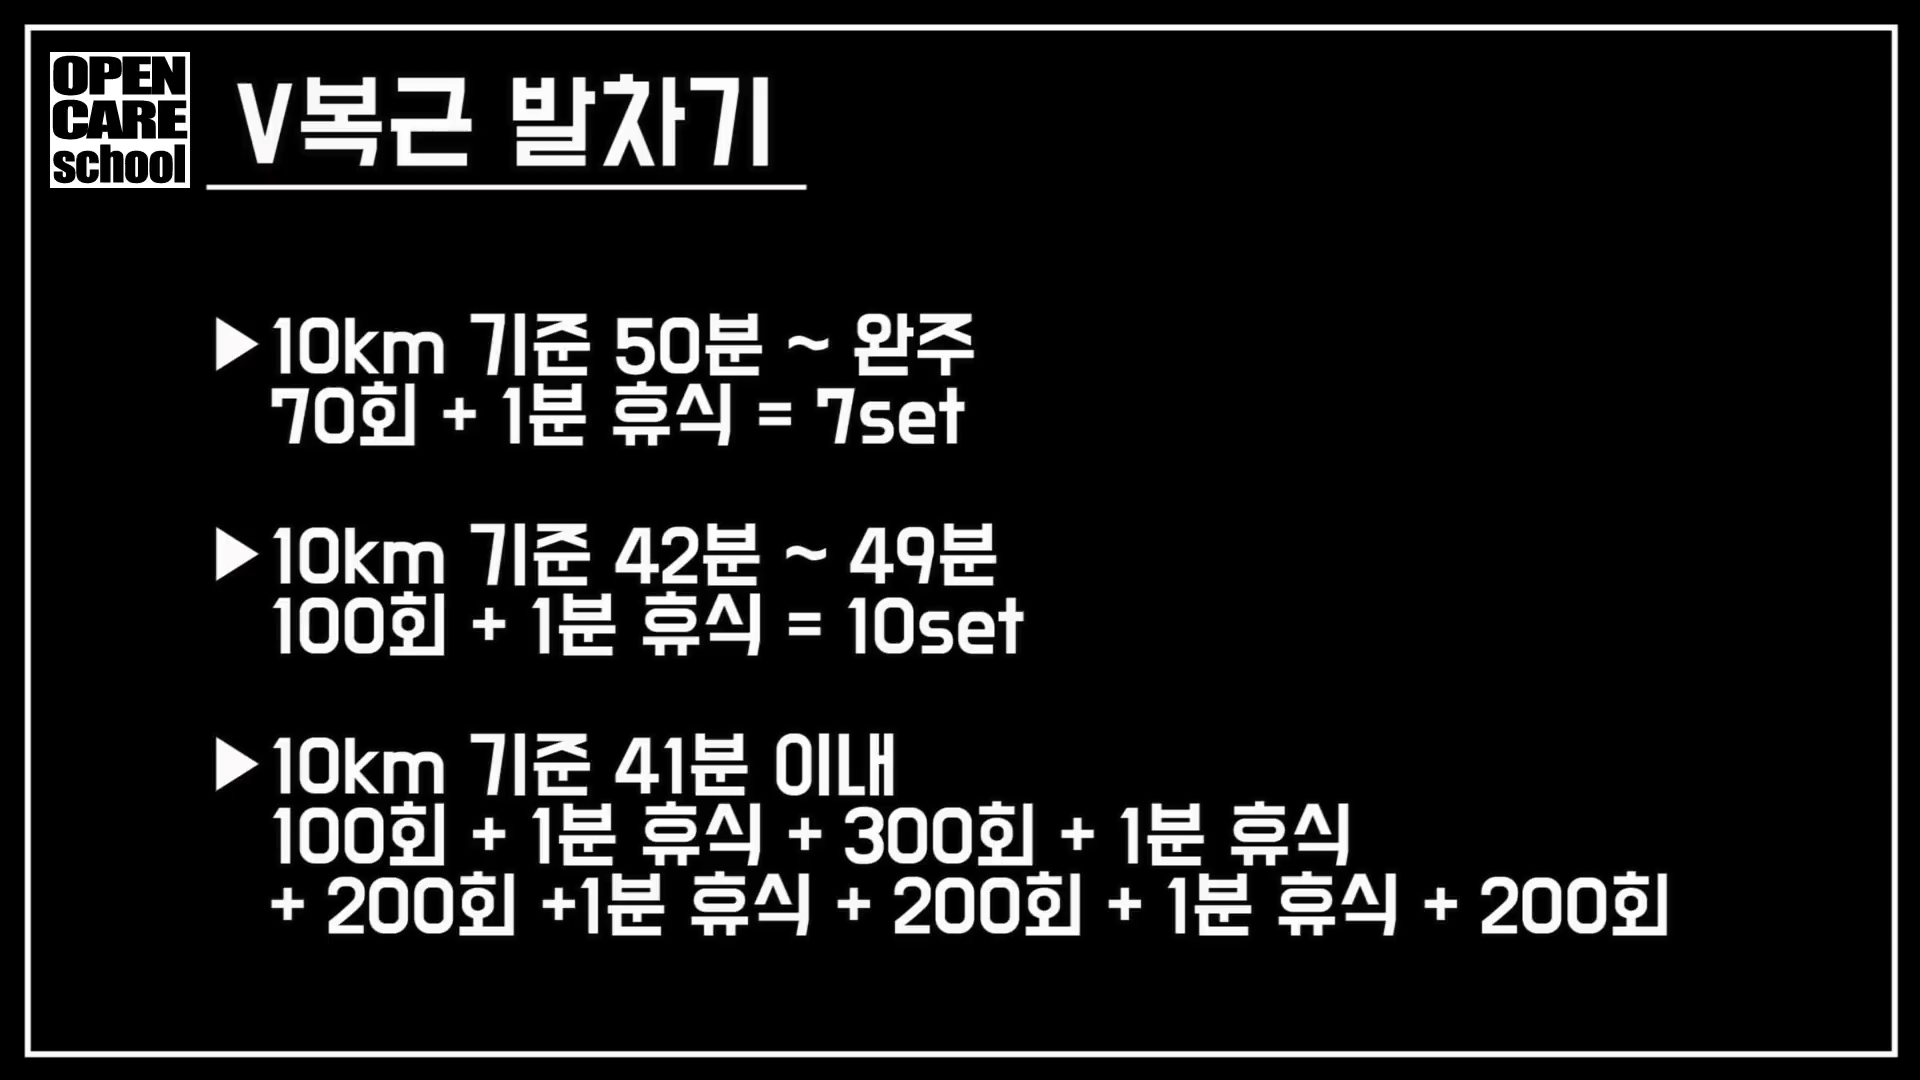 OPEN
CARE
school
V복근 발차기
▶10km 기준 50분 ~ 완주
70회 + 1분 휴식 = 7set
▶10km 기준 42분 ~ 49분
100회 + 1분 휴식 = 10set
▶10km 기준 41분 이내
100회 + 1분 휴식 + 300회 + 1분 휴식
+ 200회 +1분 휴식 + 200회 + 1분 휴식 + 200회